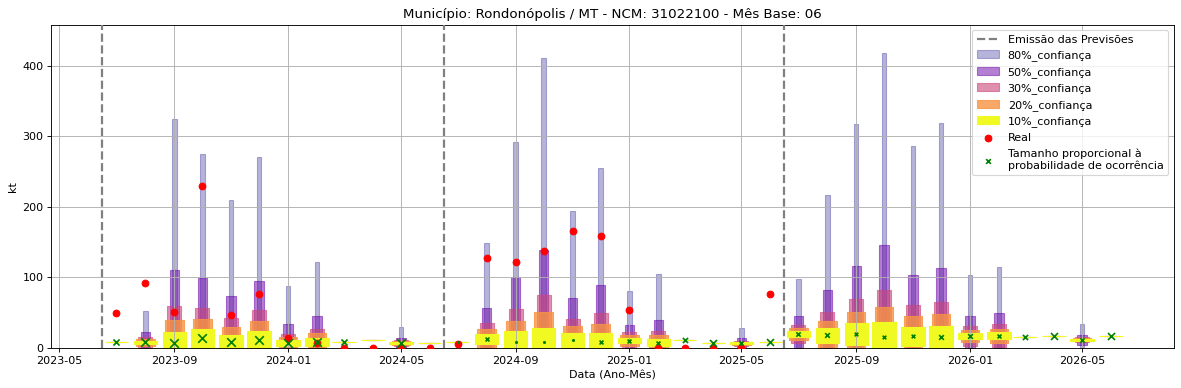 Município: Rondonópolis / MT - NCM: 31022100 - Mês Base: 06
Emissão das Previsões
80%_confiança
50%_confiança
30%_confiança
20%_confiança
10%_confiança
Real
Tamanho proporcional à
probabilidade de ocorrência
kt
400
300
200
100
0
2023-05 2023-09 2024-01 2024-05 2024-09 2025-01 2025-05 2025-09 2026-01 2026-05
Data (Ano-Mês)